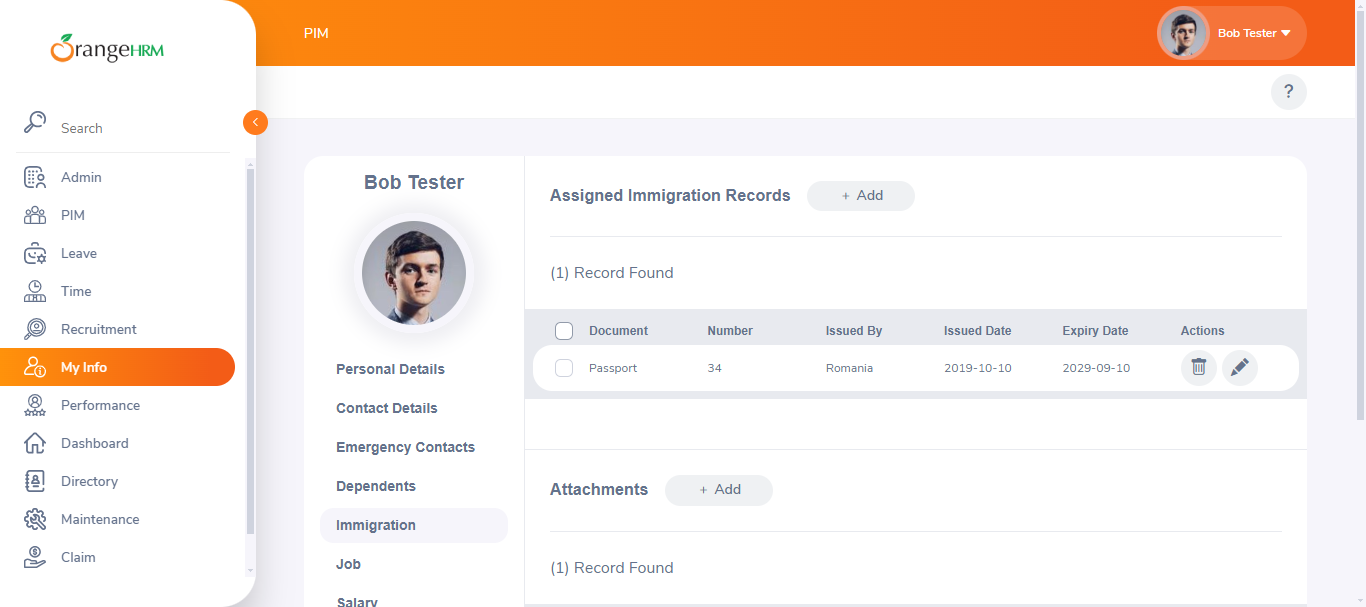 OrangeHRM
Search
Admin
PIM
Leave
Time
Recruitment
My Info
Performance
Dashboard
Directory
Maintenance
Claim
PIM
Bob Tester
?
Bob Tester
Personal Details
Contact Details
Emergency Contacts
Dependents
Immigration
Job
Salary
Assigned Immigration Records + Add
(1) Record Found
Document Number Issued By Issued Date Expiry Date Actions
Passport 34 Romania 2019-10-10 2029-09-10
Attachments + Add
(1) Record Found